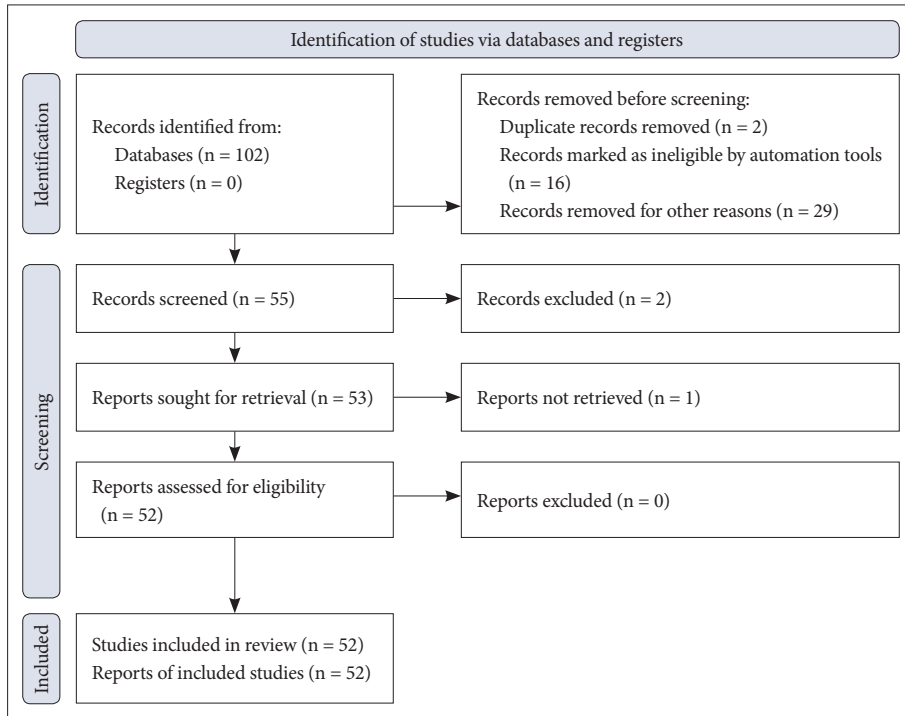 Identification of studies via databases and registers
Identification
Records identified from:
Databases (n = 102)
Registers (n = 0)
Records removed before screening:
Duplicate records removed (n = 2)
Records marked as ineligible by automation tools
(n = 16)
Records removed for other reasons (n = 29)
Screening
Records screened (n = 55)
Records excluded (n = 2)
Reports sought for retrieval (n = 53)
Reports not retrieved (n = 1)
Reports assessed for eligibility
(n = 52)
Reports excluded (n = 0)
Included
Studies included in review (n = 52)
Reports of included studies (n = 52)